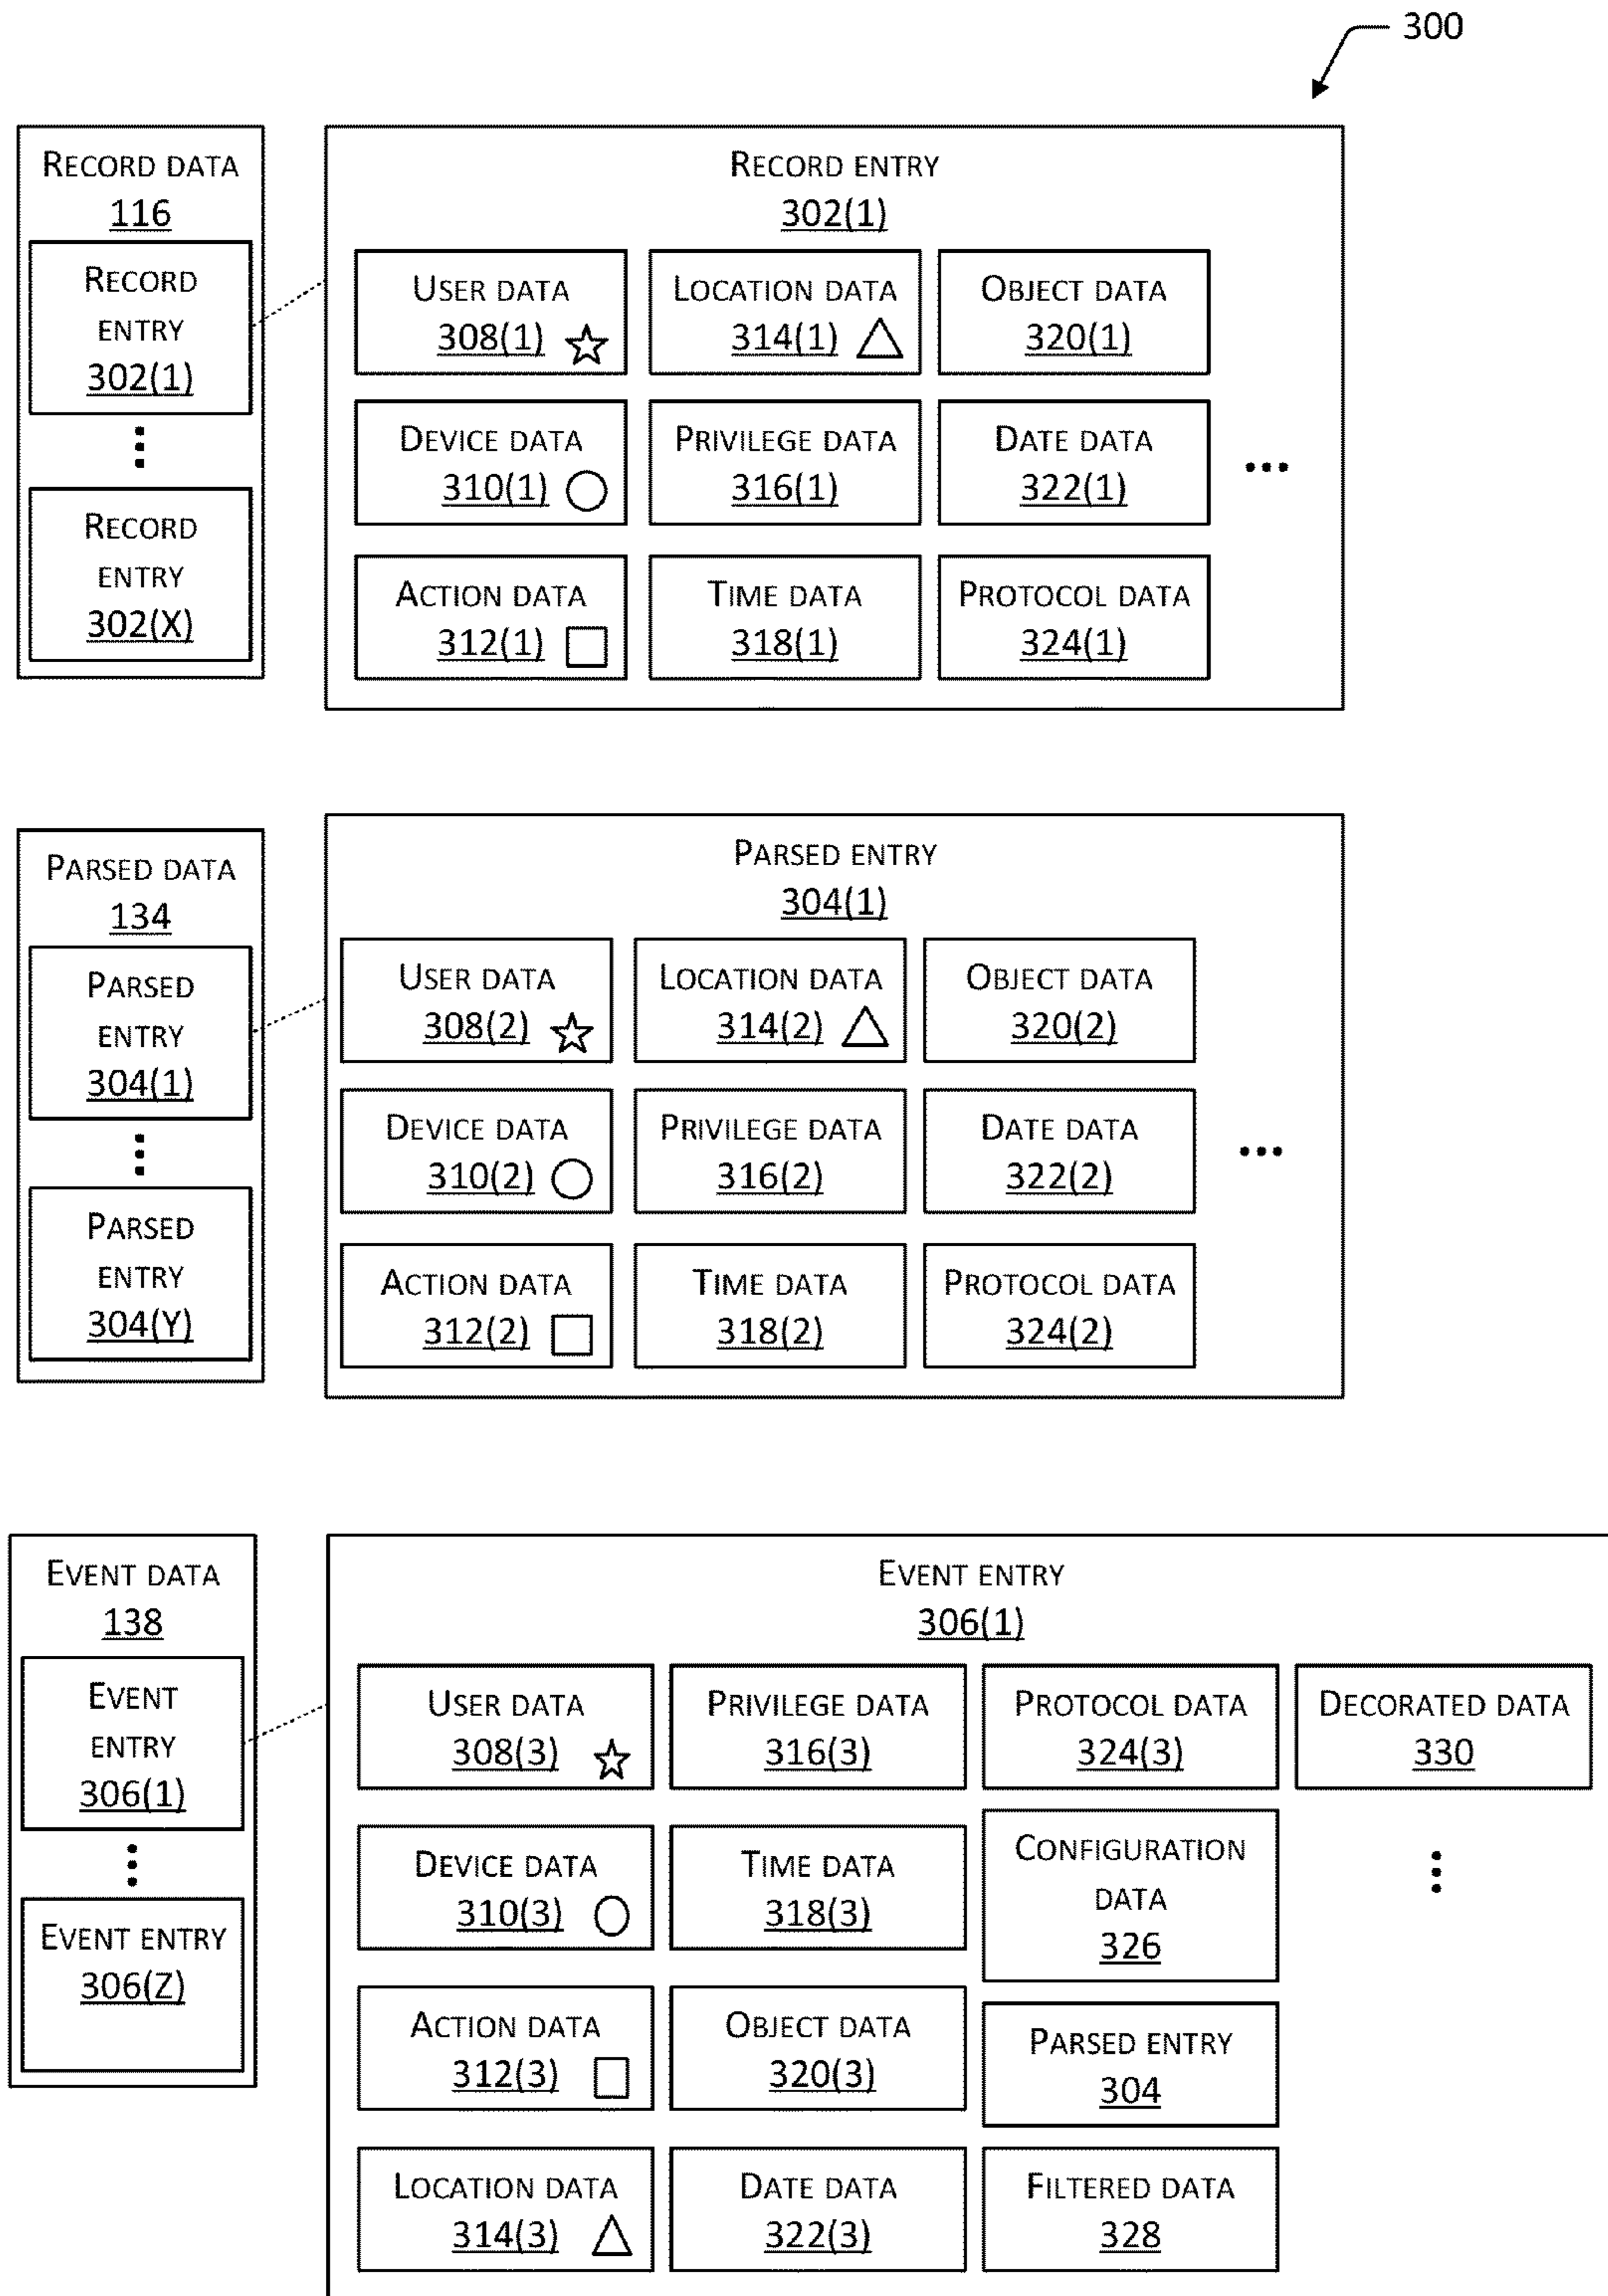 300
RECORD DATA
116
RECORD
ENTRY
302(1)
RECORD
ENTRY
302(X)
RECORD ENTRY
302(1)
USER DATA
308(1)
LOCATION DATA
314(1)
OBJECT DATA
320(1)
DEVICE DATA
310(1)
PRIVILEGE DATA
316(1)
DATE DATA
322(1)
...
ACTION DATA
312(1)
TIME DATA
318(1)
PROTOCOL DATA
324(1)
PARSED DATA
134
PARSED
ENTRY
304(1)
PARSED
ENTRY
304(Y)
PARSED ENTRY
304(1)
USER DATA
308(2)
LOCATION DATA
314(2)
OBJECT DATA
320(2)
DEVICE DATA
310(2)
PRIVILEGE DATA
316(2)
DATE DATA
322(2)
...
ACTION DATA
312(2)
TIME DATA
318(2)
PROTOCOL DATA
324(2)
EVENT DATA
138
EVENT
ENTRY
306(1)
EVENT ENTRY
306(Z)
EVENT ENTRY
306(1)
USER DATA
308(3)
PRIVILEGE DATA
316(3)
PROTOCOL DATA
324(3)
DECORATED DATA
330
DEVICE DATA
310(3)
TIME DATA
318(3)
CONFIGURATION
DATA
326
ACTION DATA
312(3)
OBJECT DATA
320(3)
PARSED ENTRY
304
LOCATION DATA
314(3)
DATE DATA
322(3)
FILTERED DATA
328